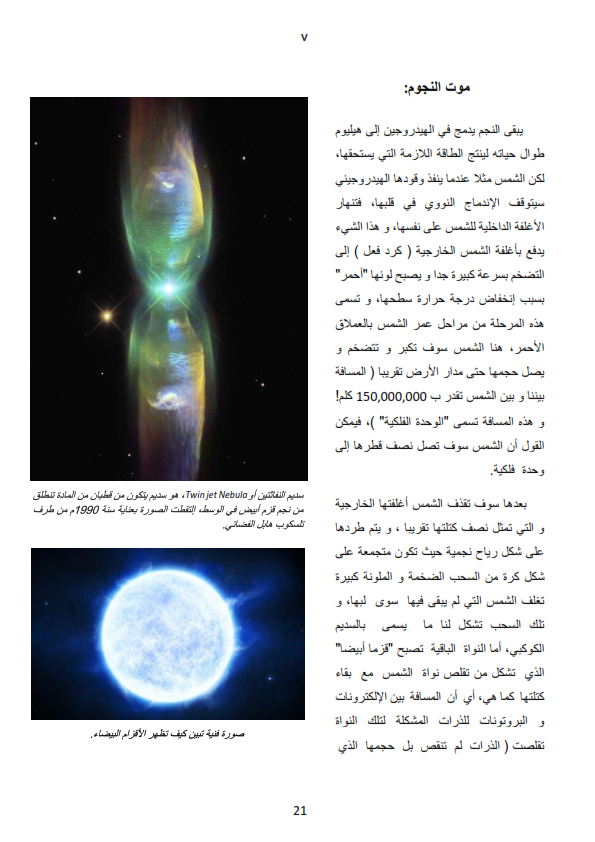 v
موت النجوم:
يبقى النجم يدمج في الهيدروجين إلى هيليوم
طوال حياته لينتج الطاقة اللازمة التي يستحقها،
لكن الشمس مثلا عندما ينفذ وقودها الهيدروجيني
سيتوقف الإندماج النووي في قلبها، فتنهار
الأغلفة الداخلية للشمس على نفسها، و هذا الشيء
يدفع بأغلفة الشمس الخارجية ( كرد فعل ) إلى
التضخم بسرعة كبيرة جدا و يصبح لونها "أحمر"
بسبب إنخفاض درجة حرارة سطحها، و تسمى
هذه المرحلة من مراحل عمر الشمس بالعملاق
الأحمر، هنا الشمس سوف تكبر و تتضخم و
يصل حجمها حتى مدار الأرض تقريبا ( المسافة
بيننا و بين الشمس تقدر ب 150,000,000 كلم!
و هذه المسافة تسمى "الوحدة الفلكية" )، فيمكن
القول أن الشمس سوف تصل نصف قطرها إلى
وحدة فلكية.
بعدها سوف تقذف الشمس أغلفتها الخارجية
و التي تمثل نصف كتلتها تقريبا ، و يتم طردها
على شكل رياح نجمية حيث تكون متجمعة على
شكل كرة من السحب الضخمة و الملونة كبيرة
تغلف الشمس التي لم يبقى فيها سوى لبها، و
تلك السحب تشكل لنا ما يسمى بالسديم
الكوكبي، أما النواة الباقية تصبح "قزما أبيضا"
الذي تشكل من تقلص نواة الشمس مع بقاء
كتلتها كما هي، أي أن المسافة بين الإلكترونات
و البروتونات للذرات المشكلة لتلك النواة
تقلصت ( الذرات لم تنقص بل حجمها الذي
سديم النفاثتين أو Twin jet Nebula، هو سديم يتكون من قطبان من المادة تنطلق
من نجم قزم أبيض في الوسط، إلتقطت الصورة بعناية سنة 1990م من طرف
تلسكوب هابل الفضائي.
صورة فنية تبين كيف تظهر الأقزام البيضاء.
21